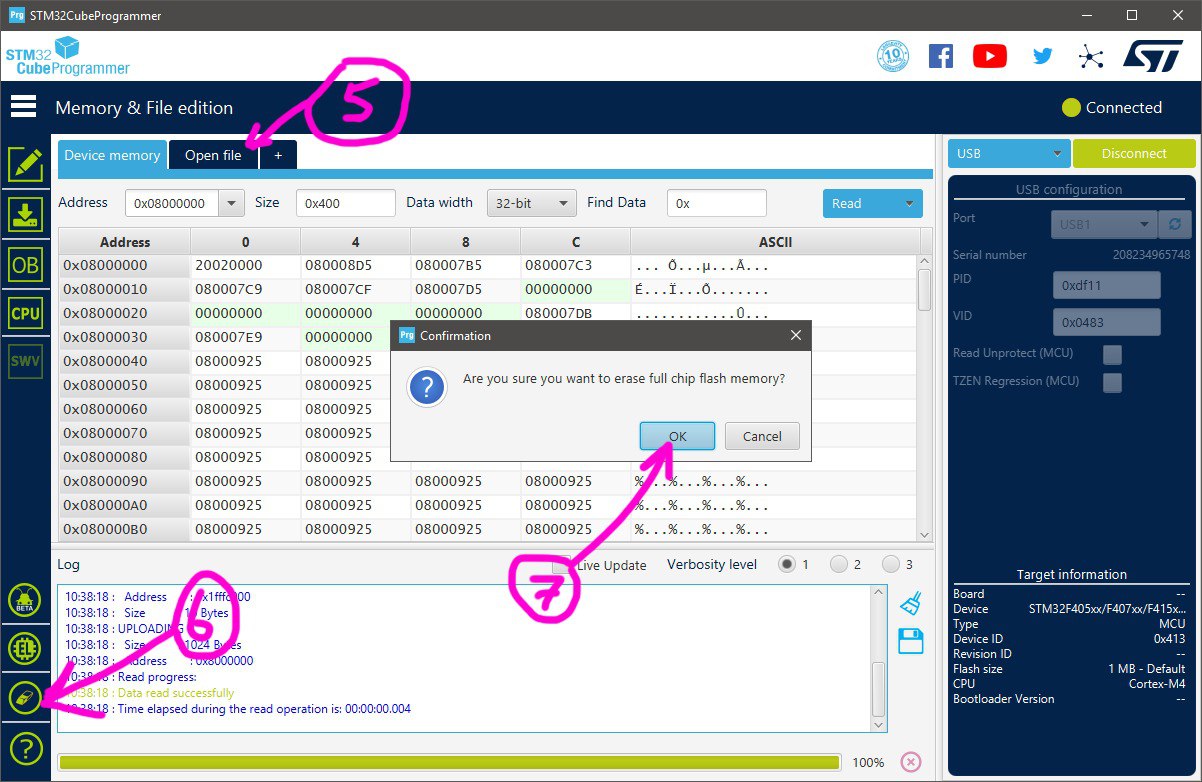 Prg STM32CubeProgrammer
STM32
CubeProgrammer
10
ST
Memory & File edition
5
Connected
Device memory Open file +
USB Disconnect
Address 0x08000000 Size 0x400 Data width 32-bit Find Data 0x Read
Address 0 4 8 C ASCII
0x08000000 20020000 080008D5 080007B5 080007C3 ... Õ...µ...Ã...
0x08000010 080007C9 080007CF 080007D5 00000000 É...Ï...Õ.......
0x08000020 00000000 00000000 00000000 080007DB ............Û...
0x08000030 080007E9 00000000
0x08000040 08000925 08000925
0x08000050 08000925 08000925
0x08000060 08000925 08000925
0x08000070 08000925 08000925
0x08000080 08000925 08000925
0x08000090 08000925 08000925 08000925 08000925 %...%...%...%...
0x080000A0 08000925 08000925 08000925 08000925 %...%...%...%...
0x080000B0 08000925 08000925 08000925 08000925 %...%...%...%...
Prg Confirmation
? Are you sure you want to erase full chip flash memory?
OK Cancel
OB
CPU
SWV
BETA
EL
?
USB configuration
Port USB1
Serial number 208234965748
PID 0xdf11
VID 0x0483
Read Unprotect (MCU)
TZEN Regression (MCU)
7
Log Live Update Verbosity level 1 2 3
6
10:38:18 : Address
10:38:18 : Size Bytes
10:38:18 : UPLOADING
10:38:18 : Size 1024 Bytes
10:38:18 : Address : 0x8000000
10:38:18 : Read progress:
10:38:18 : Data read successfully
10:38:18 : Time elapsed during the read operation is: 00:00:00.004
100%
Target information
Board --
Device STM32F405xx/F407xx/F415x...
Type MCU
Device ID 0x413
Revision ID --
Flash size 1 MB - Default
CPU Cortex-M4
Bootloader Version --